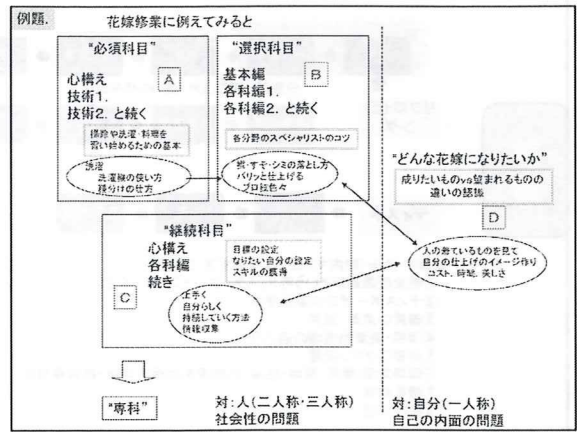 例題.
花嫁修業に例えてみると
“必須科目”
心構え
技術1.
技術2. と続く
A
掃除や洗濯・料理を
習い始めるための基本
洗濯
洗濯機の使い方
種分けの仕方
“選択科目”
基本編
各科編1.
各科編2. と続く
B
各分野のスペシャリストのコツ
襟・すそ・シミの落とし方
パリッと仕上げる
プロ技色々
“どんな花嫁になりたいか”
成りたいものvs望まれるものの
違いの認識
D
人の着ているものを見て
自分の仕上げのイメージ作り
コスト、時間、美しさ
“継続科目”
心構え
各科編
続き
C
目標の設定
なりたい自分の設定
スキルの獲得
上手く
自分らしく
持続していく方法
情報収集
“専科”
対:人(二人称・三人称)
社会性の問題
対:自分(一人称)
自己の内面の問題